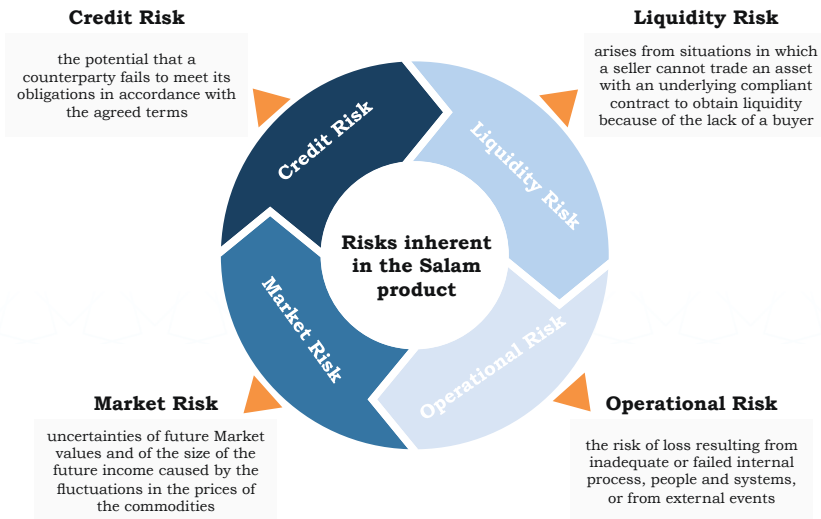 Credit Risk
the potential that a
counterparty fails to meet its
obligations in accordance with
the agreed terms
Liquidity Risk
arises from situations in which
a seller cannot trade an asset
with an underlying compliant
contract to obtain liquidity
because of the lack of a buyer
Credit Risk
Liquidity Risk
Risks inherent
in the Salam
product
Market Risk
Operational Risk
Market Risk
uncertainties of future Market
values and of the size of the
future income caused by the
fluctuations in the prices of
the commodities
Operational Risk
the risk of loss resulting from
inadequate or failed internal
process, people and systems,
or from external events